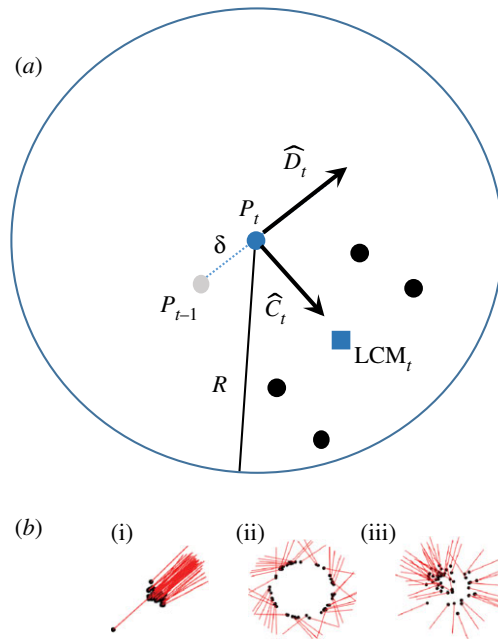 (a)
D̂t
Pt
δ
Pt–1
Ĉt
LCMt
R
(b)
(i)
(ii)
(iii)